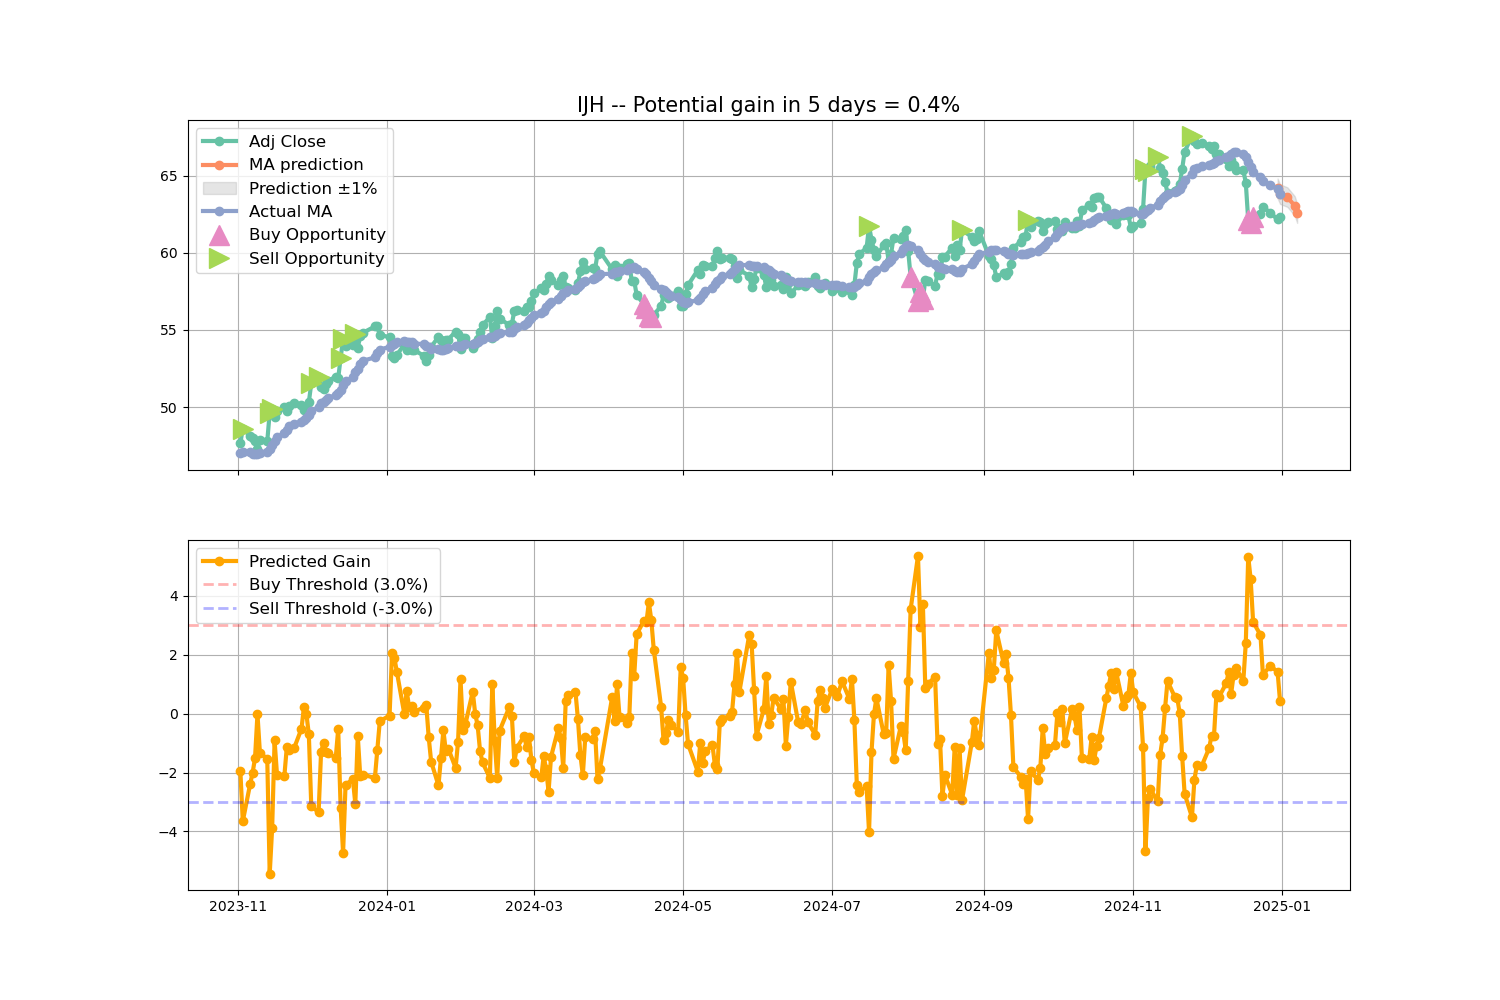 IJH -- Potential gain in 5 days = 0.4%
Adj Close
MA prediction
Prediction ±1%
Actual MA
Buy Opportunity
Sell Opportunity
65
60
55
50
Predicted Gain
Buy Threshold (3.0%)
Sell Threshold (-3.0%)
4
2
0
−2
−4
2023-11 2024-01 2024-03 2024-05 2024-07 2024-09 2024-11 2025-01